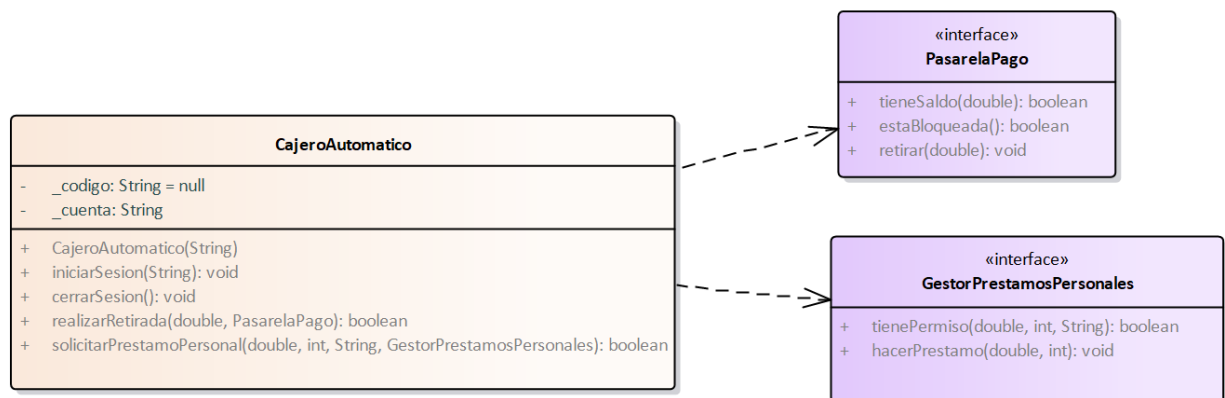 «interface»
PasarelaPago
+ tieneSaldo(double): boolean
+ estaBloqueada(): boolean
+ retirar(double): void
CajeroAutomatico
- _codigo: String = null
- _cuenta: String
+ CajeroAutomatico(String)
+ iniciarSesion(String): void
+ cerrarSesion(): void
+ realizarRetirada(double, PasarelaPago): boolean
+ solicitarPrestamoPersonal(double, int, String, GestorPrestamosPersonales): boolean
«interface»
GestorPrestamosPersonales
+ tienePermiso(double, int, String): boolean
+ hacerPrestamo(double, int): void